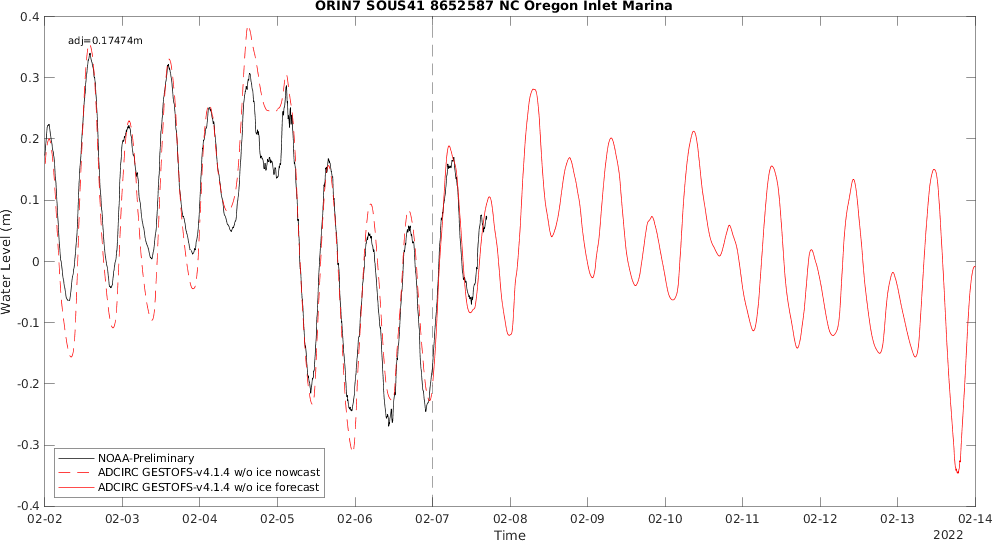 ORIN7 SOUS41 8652587 NC Oregon Inlet Marina
adj=0.17474m
0.4
0.3
0.2
0.1
0
-0.1
-0.2
-0.3
-0.4
Water Level (m)
NOAA-Preliminary
ADCIRC GESTOFS-v4.1.4 w/o ice nowcast
ADCIRC GESTOFS-v4.1.4 w/o ice forecast
02-02 02-03 02-04 02-05 02-06 02-07 02-08 02-09 02-10 02-11 02-12 02-13 02-14
Time
2022